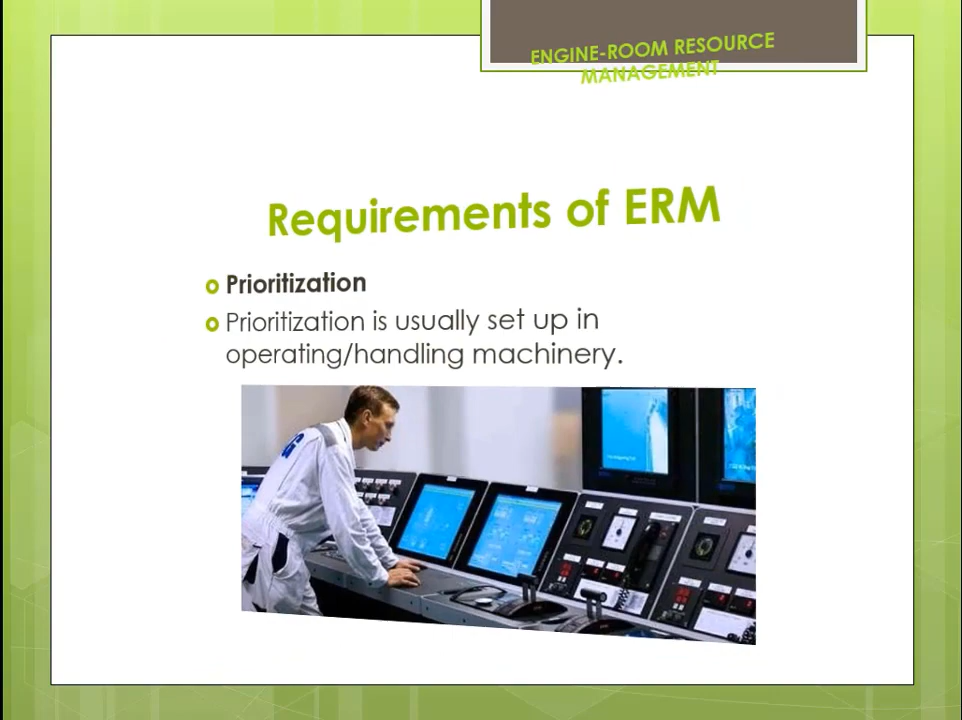 ENGINE-ROOM RESOURCE
MANAGEMENT
Requirements of ERM
Prioritization
Prioritization is usually set up in
operating/handling machinery.
G